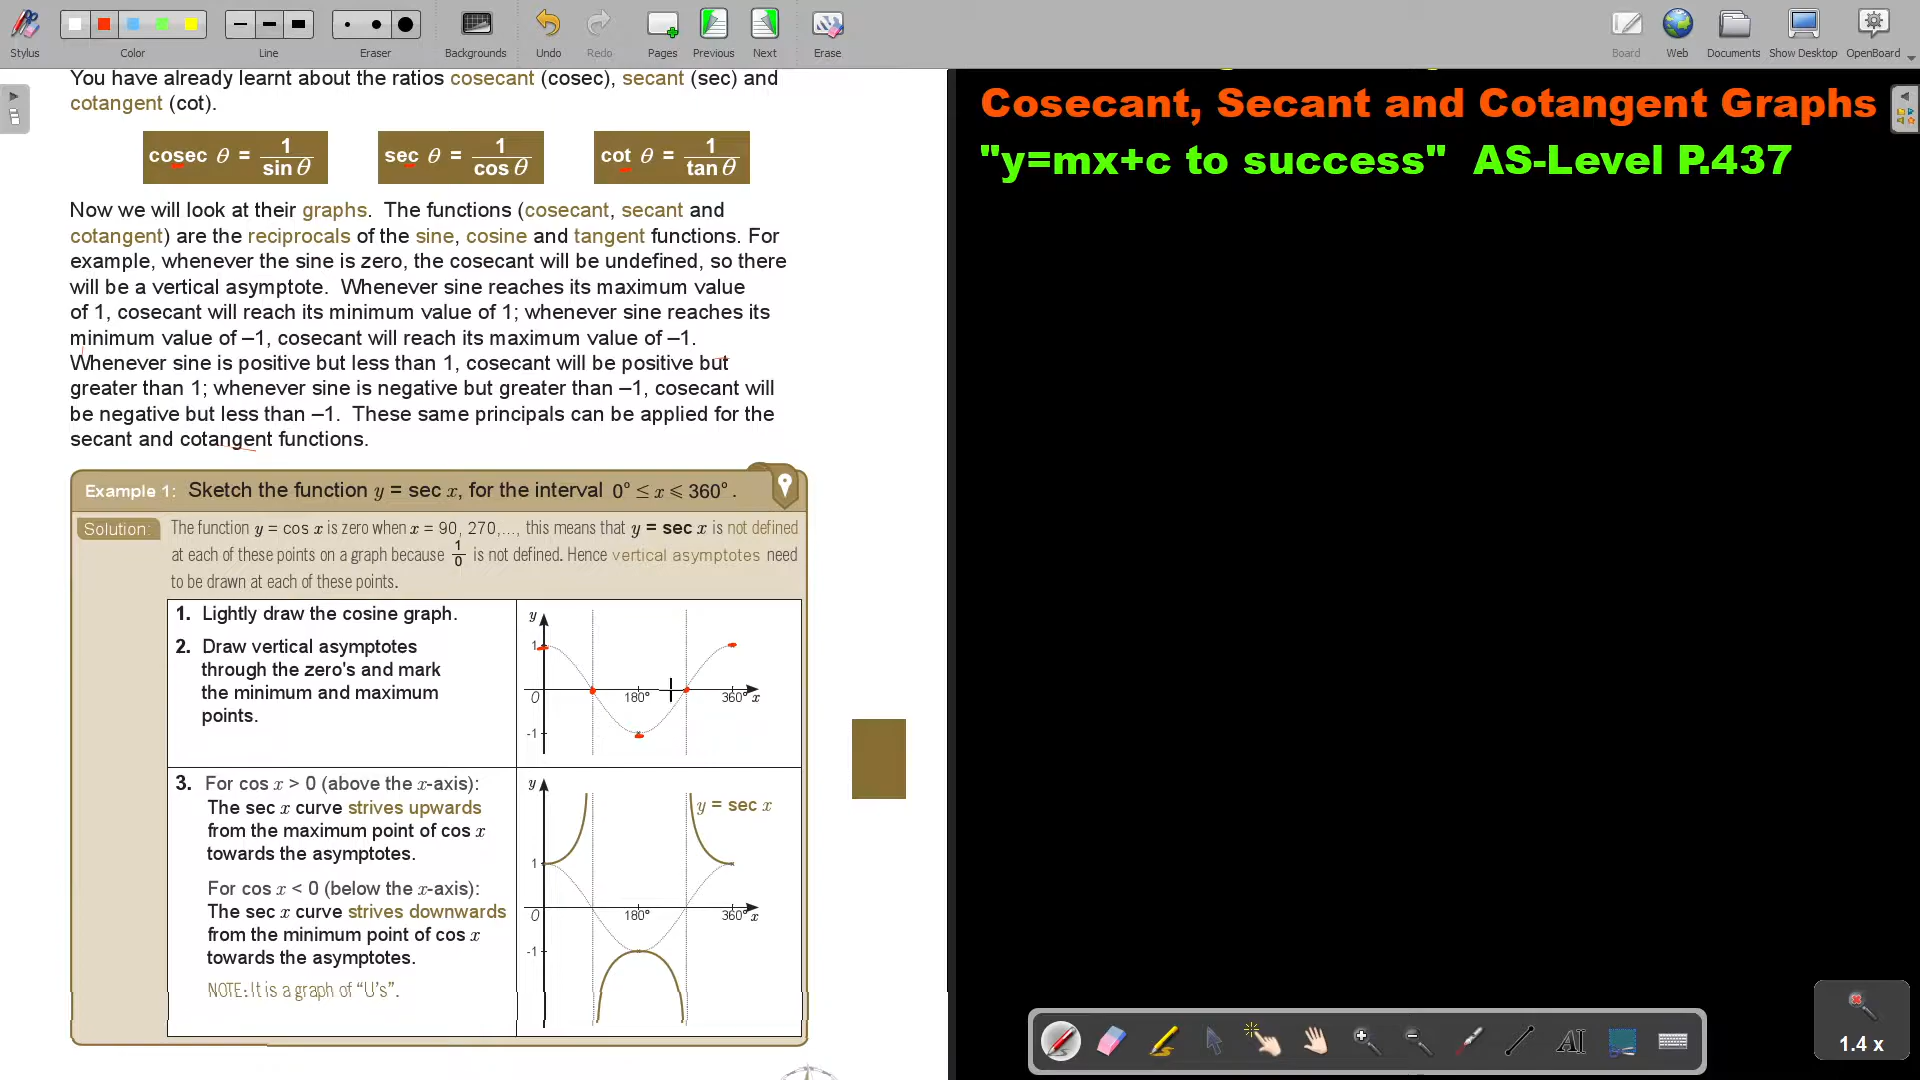 Stylus
Color
Line
Eraser
Backgrounds
Undo
Redo
Pages
Previous
Next
Erase
Board
Web
Documents
Show Desktop
OpenBoard
You have already learnt about the ratios cosecant (cosec), secant (sec) and
cotangent (cot).
cosec θ = 1/sin θ
sec θ = 1/cos θ
cot θ = 1/tan θ
Now we will look at their graphs. The functions (cosecant, secant and
cotangent) are the reciprocals of the sine, cosine and tangent functions. For
example, whenever the sine is zero, the cosecant will be undefined, so there
will be a vertical asymptote. Whenever sine reaches its maximum value
of 1, cosecant will reach its minimum value of 1; whenever sine reaches its
minimum value of –1, cosecant will reach its maximum value of –1.
Whenever sine is positive but less than 1, cosecant will be positive but
greater than 1; whenever sine is negative but greater than –1, cosecant will
be negative but less than –1. These same principals can be applied for the
secant and cotangent functions.
Example 1: Sketch the function y = sec x, for the interval 0° ≤ x ⩽ 360°.
Solution: The function y = cos x is zero when x = 90, 270,..., this means that y = sec x is not defined
at each of these points on a graph because 1/0 is not defined. Hence vertical asymptotes need
to be drawn at each of these points.
1. Lightly draw the cosine graph.
2. Draw vertical asymptotes
through the zero's and mark
the minimum and maximum
points.
y
1
0
180°
360°
x
-1
3. For cos x > 0 (above the x-axis):
The sec x curve strives upwards
from the maximum point of cos x
towards the asymptotes.
For cos x < 0 (below the x-axis):
The sec x curve strives downwards
from the minimum point of cos x
towards the asymptotes.
NOTE: It is a graph of "U's".
y
y = sec x
1
0
180°
360°
x
-1
Cosecant, Secant and Cotangent Graphs
"y=mx+c to success" AS-Level P.437
1.4 x